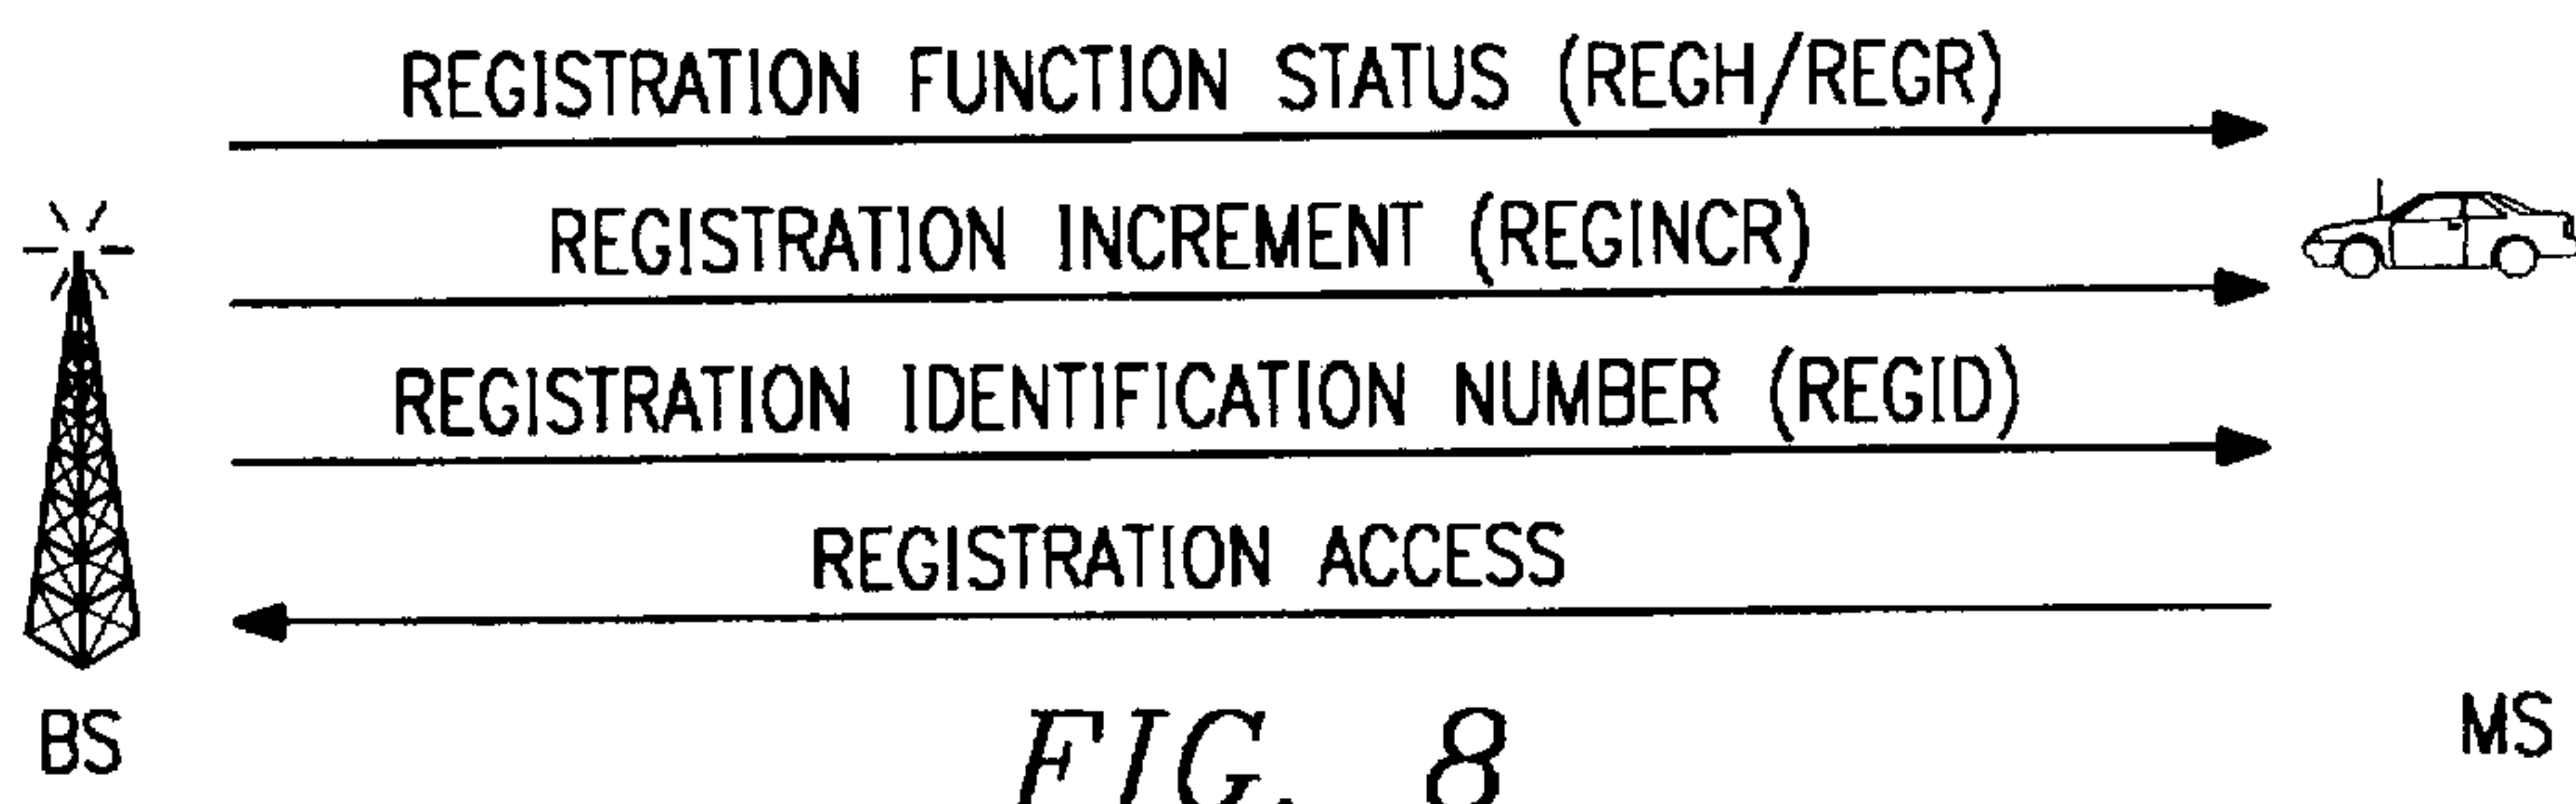 REGISTRATION FUNCTION STATUS (REGH/REGR)
REGISTRATION INCREMENT (REGINCR)
REGISTRATION IDENTIFICATION NUMBER (REGID)
REGISTRATION ACCESS
BS
MS
FIG. 8